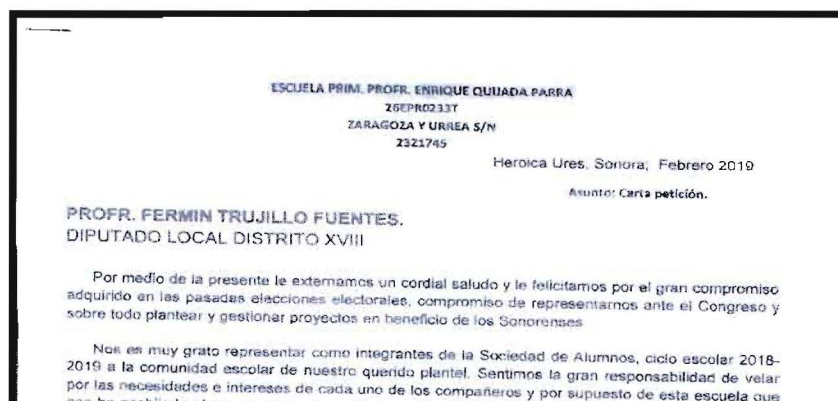 ESCUELA PRIM. PROFR. ENRIQUE QUIJADA PARRA
26EPR0233T
ZARAGOZA Y URREA S/N
2321745
Heroica Ures, Sonora; Febrero 2019
Asunto: Carta petición.
PROFR. FERMIN TRUJILLO FUENTES.
DIPUTADO LOCAL DISTRITO XVIII
Por medio de la presente le externamos un cordial saludo y le felicitamos por el gran compromiso
adquirido en las pasadas elecciones electorales, compromiso de representarnos ante el Congreso y
sobre todo plantear y gestionar proyectos en beneficio de los Sonorenses
Nos es muy grato representar como integrantes de la Sociedad de Alumnos, ciclo escolar 2018-
2019 a la comunidad escolar de nuestro querido plantel. Sentimos la gran responsabilidad de velar
por las necesidades e intereses de cada uno de los compañeros y por supuesto de esta escuela que